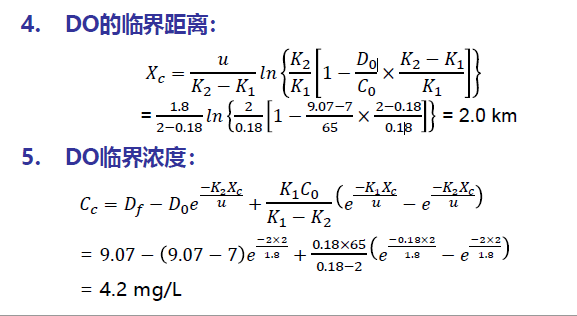 4. DO的临界距离：
X_c = \frac{u}{K_2 - K_1} ln\left\{\frac{K_2}{K_1}\left[1 - \frac{D_0}{C_0} \times \frac{K_2 - K_1}{K_1}\right]\right\}
= \frac{1.8}{2-0.18} ln\left\{\frac{2}{0.18}\left[1 - \frac{9.07-7}{65} \times \frac{2-0.18}{0.18}\right]\right\} = 2.0 km
5. DO临界浓度：
C_c = D_f - D_0 e^{\frac{-K_2 X_c}{u}} + \frac{K_1 C_0}{K_1 - K_2}\left(e^{\frac{-K_1 X_c}{u}} - e^{\frac{-K_2 X_c}{u}}\right)
= 9.07 - (9.07 - 7)e^{\frac{-2×2}{1.8}} + \frac{0.18×65}{0.18-2}\left(e^{\frac{-0.18×2}{1.8}} - e^{\frac{-2×2}{1.8}}\right)
= 4.2 mg/L